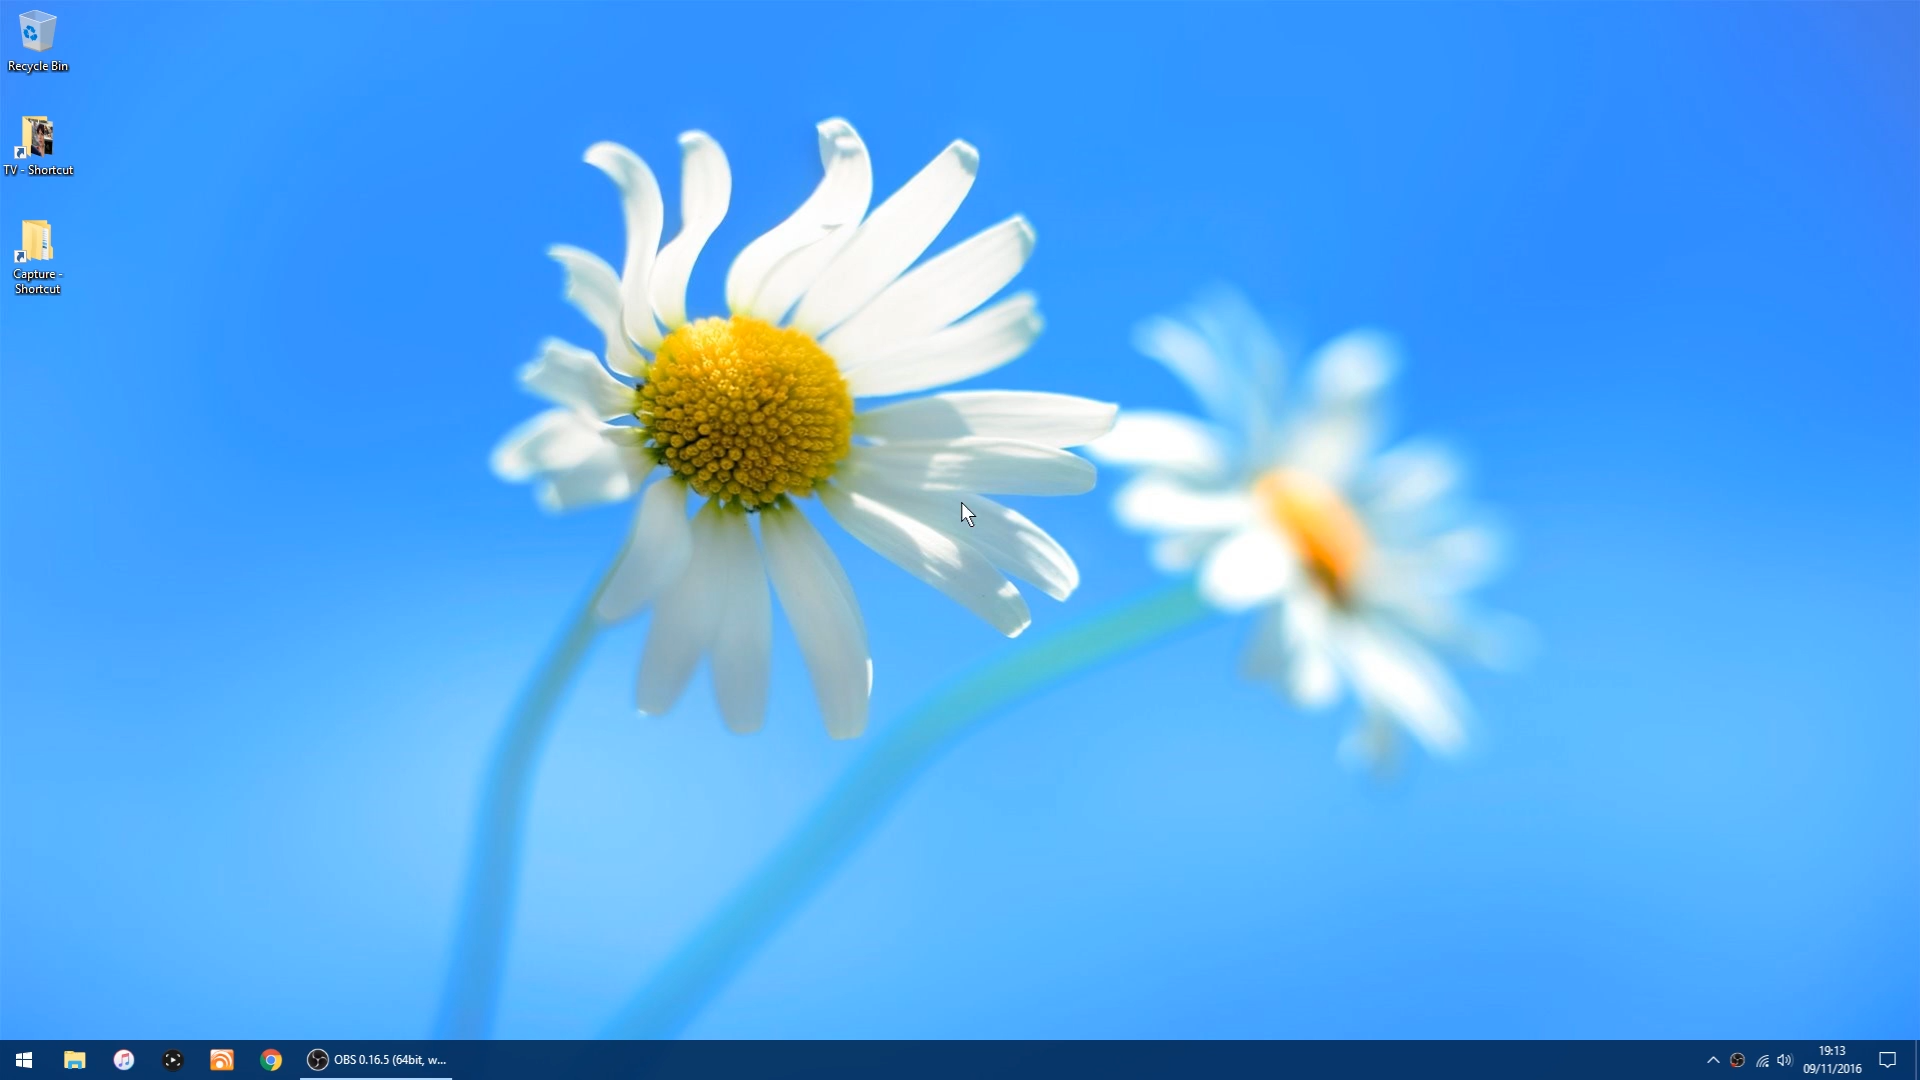 Recycle Bin
TV - Shortcut
Capture -
Shortcut
OBS 0.16.5 (64bit, w...
19:13
09/11/2016